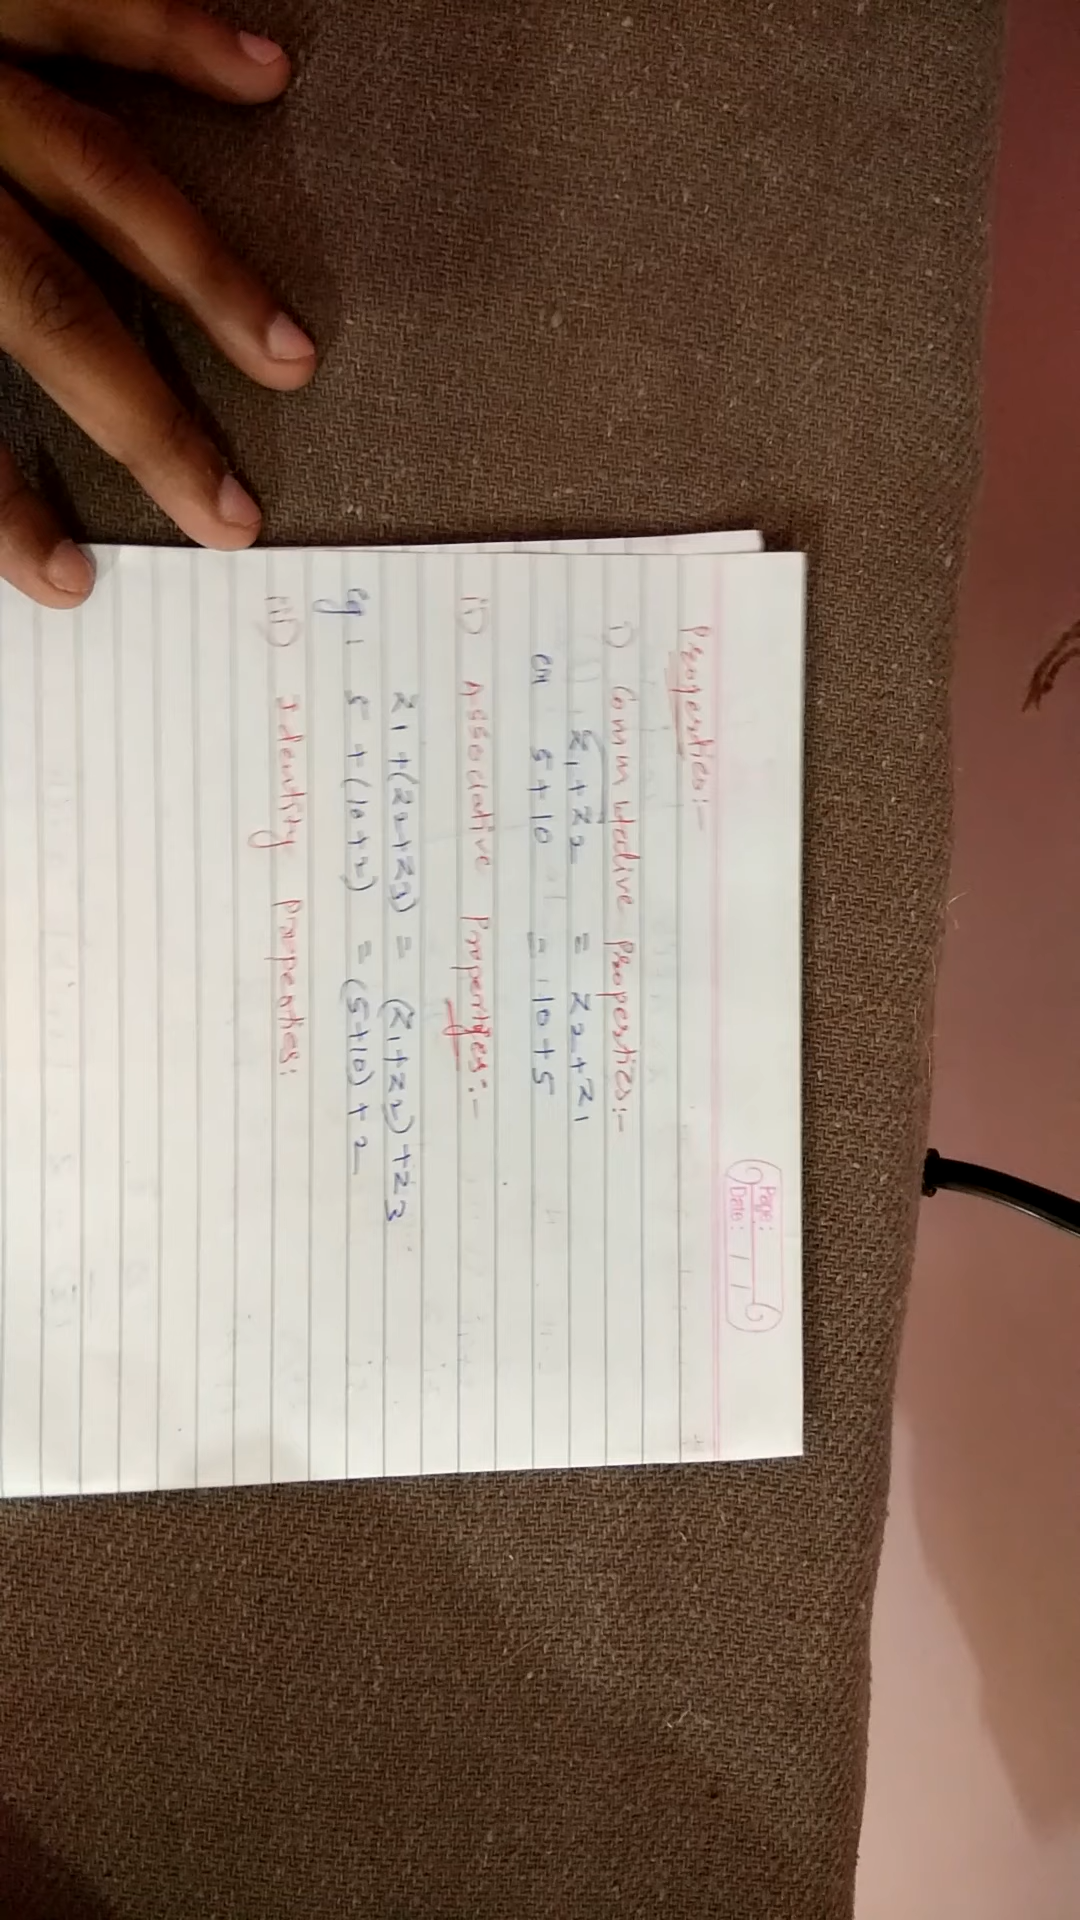 Page:
Date: / /
Properties:-
i) Commutative Properties:-
z1 + z2 = z2 + z1
5 + 10 = 10 + 5
ii) Associative Properties:-
z1 + (z2 + z3) = (z1 + z2) + z3
eg : 5 + (10 + 2) = (5 + 10) + 2
iii) Identity Properties: